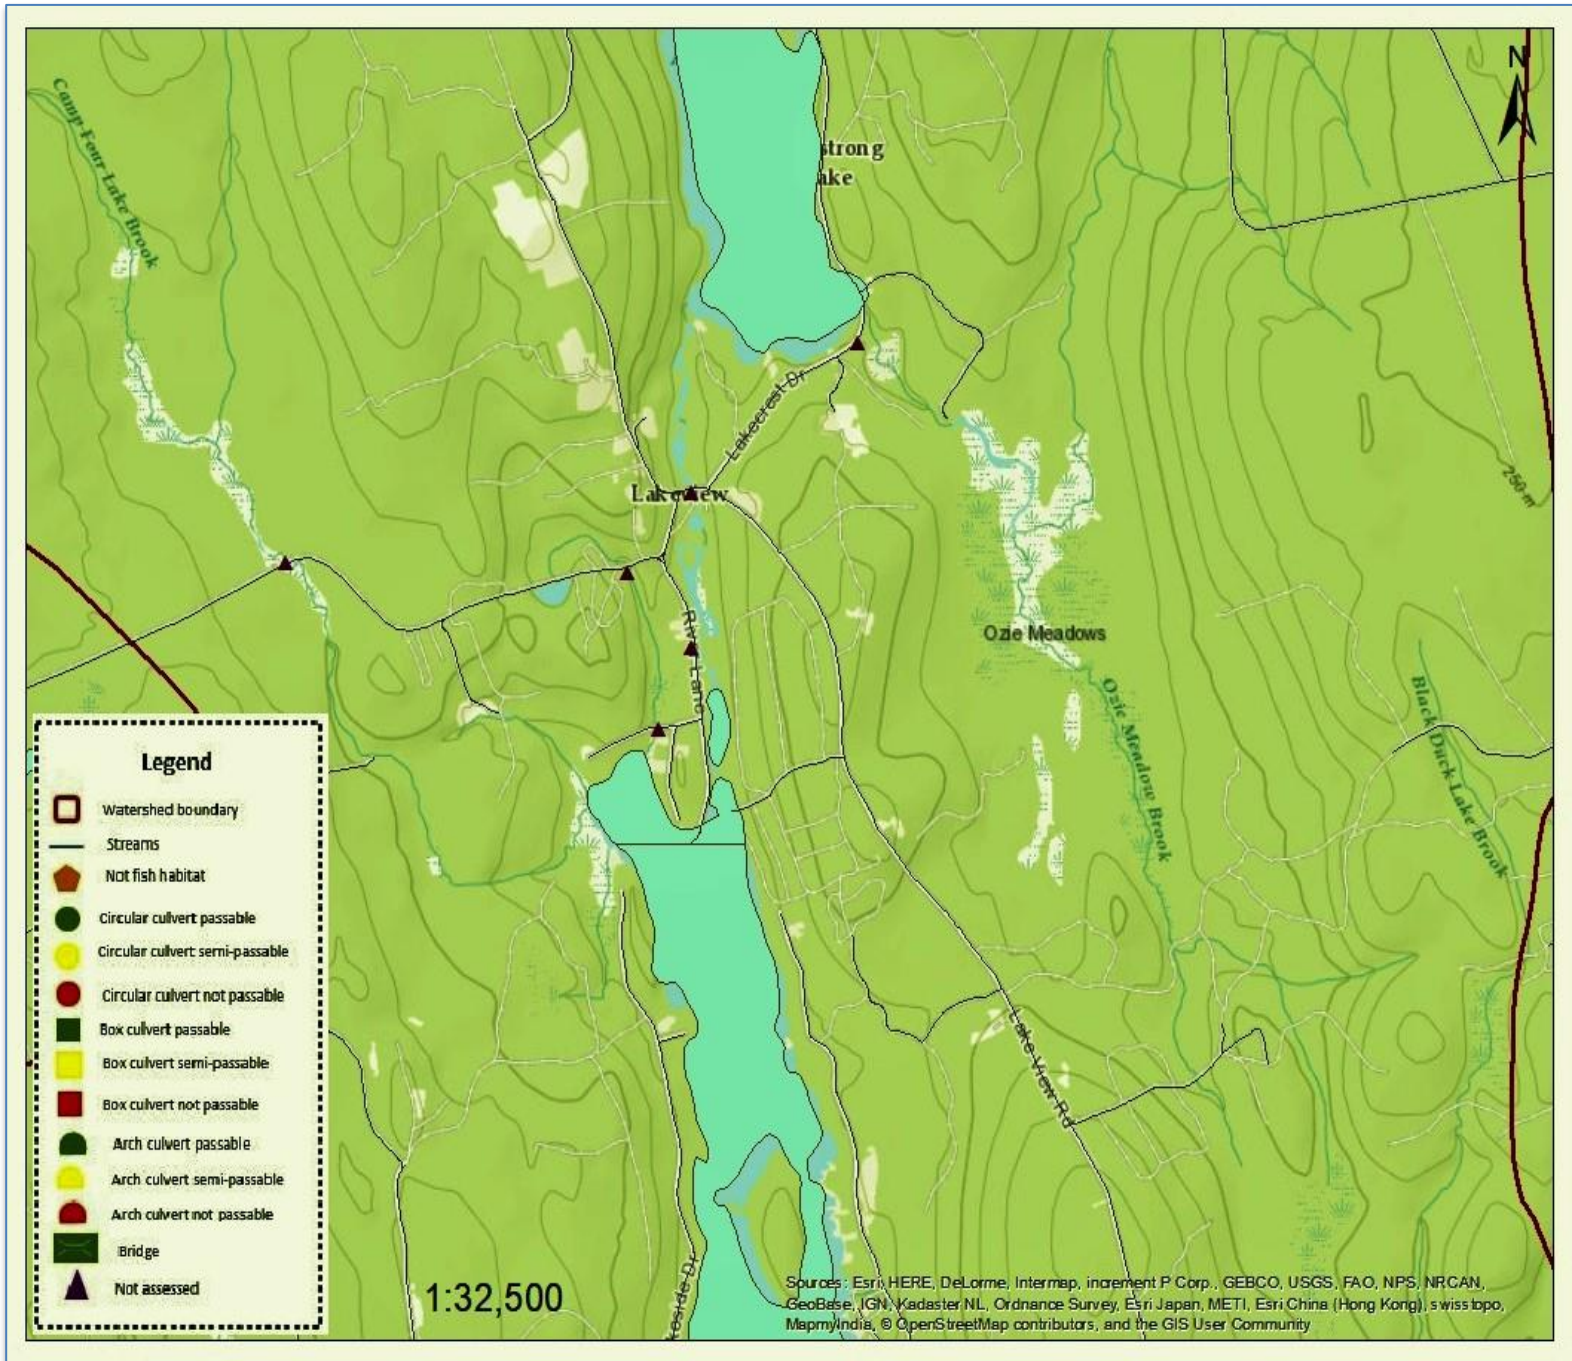 N
Camp Four Lake Brook
strong
ake
Lakecrest Dr
Lakeview
250 m
River Lane
Ozie Meadows
Ozie Meadow Brook
Black Duck Lake Brook
Legend
Watershed boundary
Streams
Not fish habitat
Circular culvert passable
Circular culvert semi-passable
Circular culvert not passable
Box culvert passable
Box culvert semi-passable
Box culvert not passable
Arch culvert passable
Arch culvert semi-passable
Arch culvert not passable
Bridge
Not assessed
Lake View Rd
keside Dr
1:32,500
Sources: Esri, HERE, DeLorme, Intermap, increment P Corp., GEBCO, USGS, FAO, NPS, NRCAN,
GeoBase, IGN, Kadaster NL, Ordnance Survey, Esri Japan, METI, Esri China (Hong Kong), swisstopo,
MapmyIndia, © OpenStreetMap contributors, and the GIS User Community